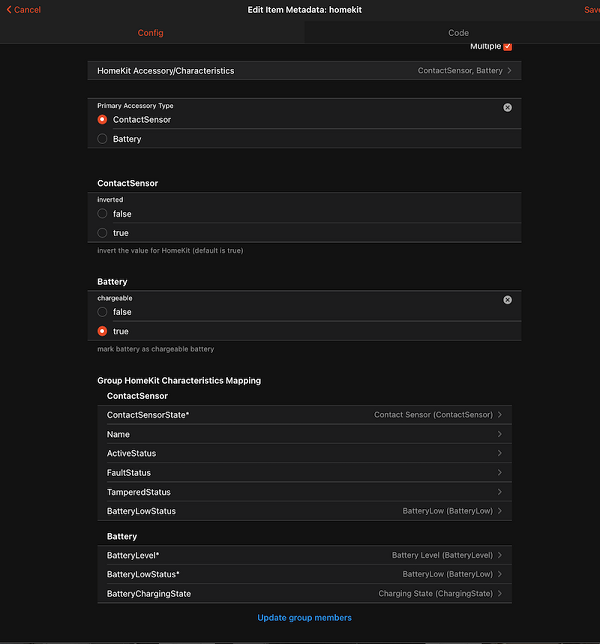 Cancel
Edit Item Metadata: homekit
Save
Config
Code
Multiple
HomeKit Accessory/Characteristics
ContactSensor, Battery
Primary Accessory Type
ContactSensor
Battery
ContactSensor
inverted
false
true
Invert the value for HomeKit (default is true)
Battery
chargeable
false
true
mark battery as chargeable battery
Group HomeKit Characteristics Mapping
ContactSensor
ContactSensorState*
Contact Sensor (ContactSensor)
Name
ActiveStatus
FaultStatus
TamperedStatus
BatteryLowStatus
BatteryLow (BatteryLow)
Battery
BatteryLevel*
Battery Level (BatteryLevel)
BatteryLowStatus*
BatteryLow (BatteryLow)
BatteryChargingState
Charging State (ChargingState)
Update group members